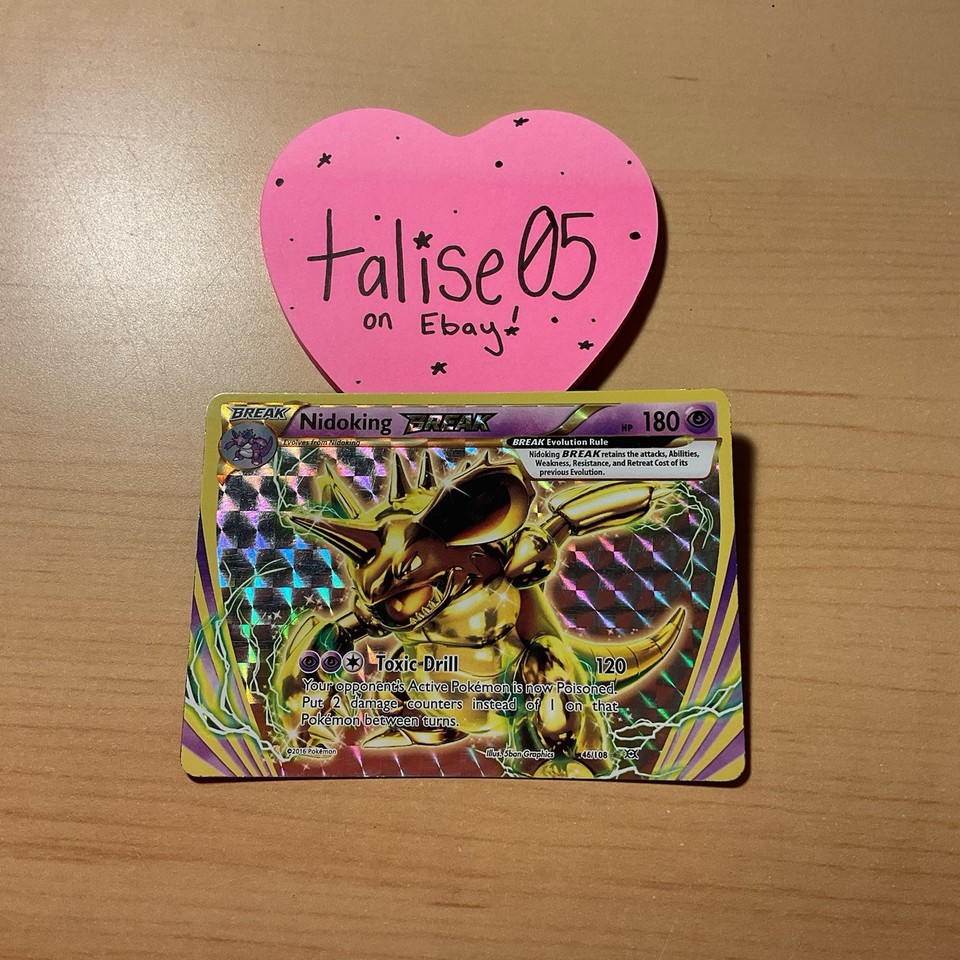 talise05
on Ebay!
BREAK Nidoking BREAK HP 180
Evolves from Nidoking
BREAK Evolution Rule
Nidoking BREAK retains the attacks, Abilities,
Weakness, Resistance, and Retreat Cost of its
previous Evolution.
Toxic Drill 120
Your opponent's Active Pokémon is now Poisoned.
Put 2 damage counters instead of 1 on that
Pokémon between turns.
©2016 Pokémon Illus. 5ban Graphics 46/108